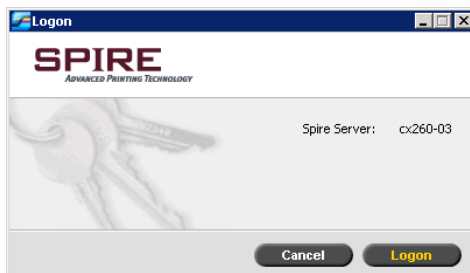 Logon
SPIRE
ADVANCED PRINTING TECHNOLOGY
Spire Server: cx260-03
Cancel Logon